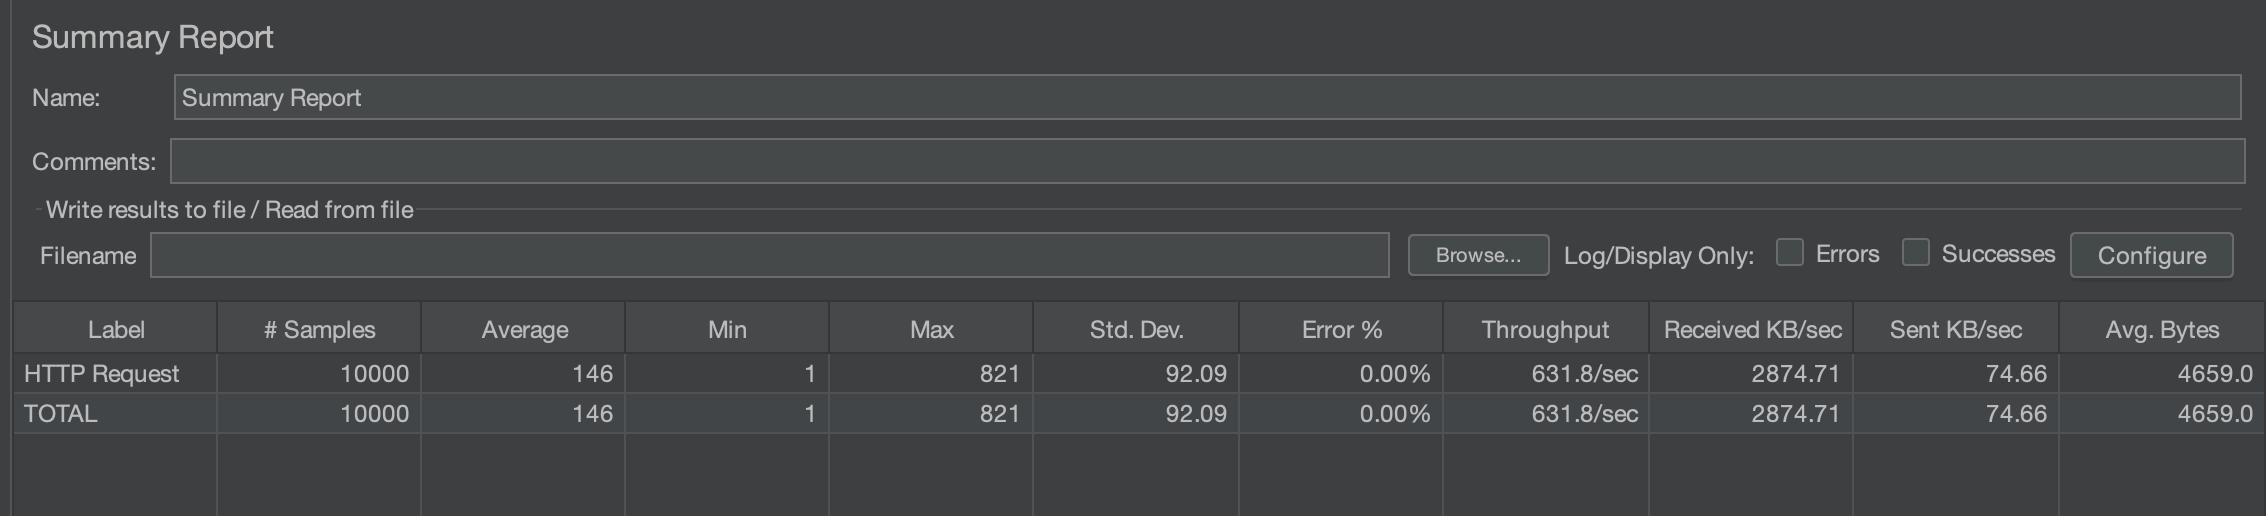 Summary Report
Name: Summary Report
Comments:
Write results to file / Read from file
Filename Browse... Log/Display Only: Errors Successes Configure
Label # Samples Average Min Max Std. Dev. Error % Throughput Received KB/sec Sent KB/sec Avg. Bytes
HTTP Request 10000 146 1 821 92.09 0.00% 631.8/sec 2874.71 74.66 4659.0
TOTAL 10000 146 1 821 92.09 0.00% 631.8/sec 2874.71 74.66 4659.0